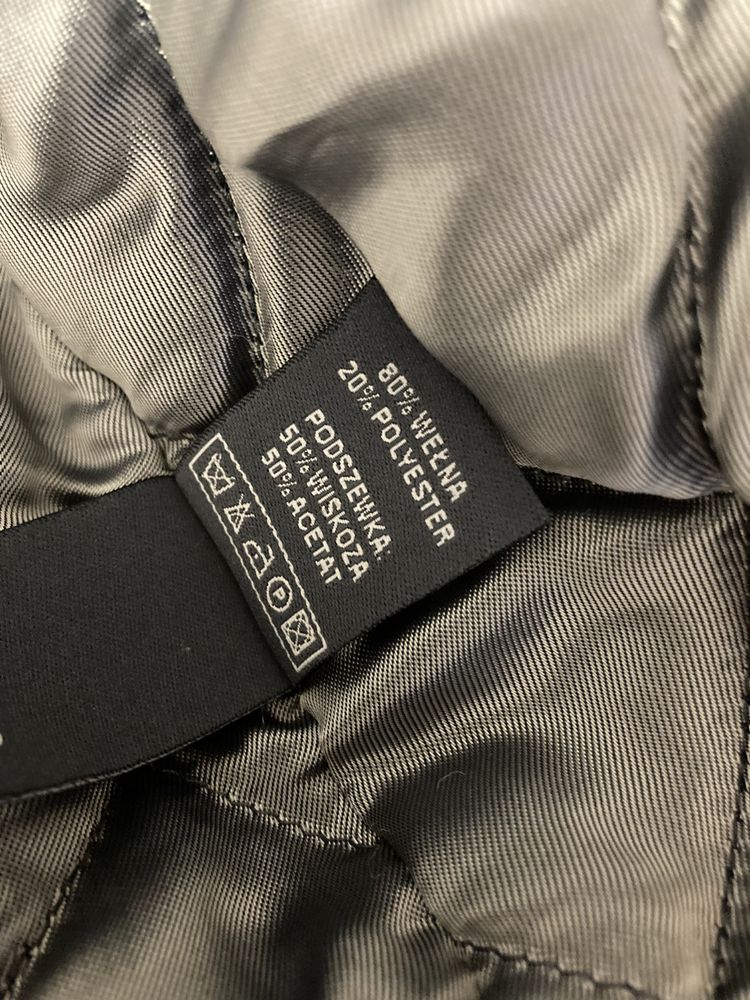 80% WEŁNA
20% POLYESTER
PODSZEWKA:
50% WISKOZA
50% ACETAT
P